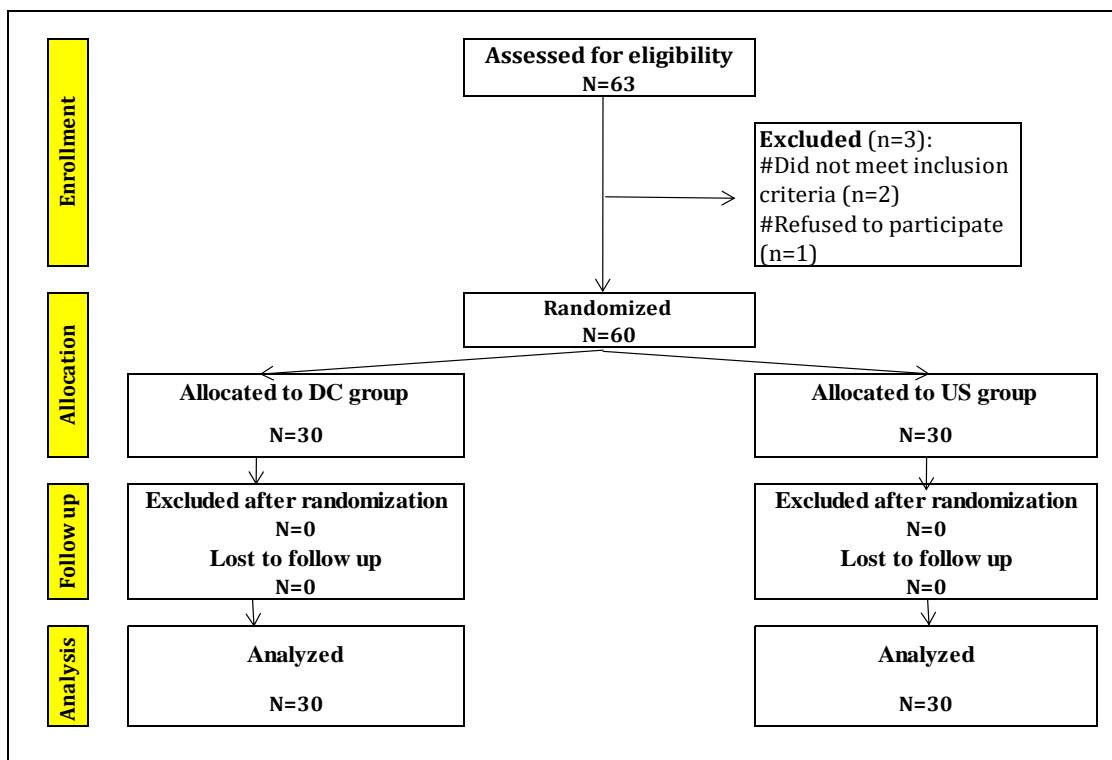 Enrollment
Assessed for eligibility
N=63
Excluded (n=3):
#Did not meet inclusion
criteria (n=2)
#Refused to participate
(n=1)
Allocation
Randomized
N=60
Allocated to DC group
N=30
Allocated to US group
N=30
Follow up
Excluded after randomization
N=0
Lost to follow up
N=0
Excluded after randomization
N=0
Lost to follow up
N=0
Analysis
Analyzed
N=30
Analyzed
N=30